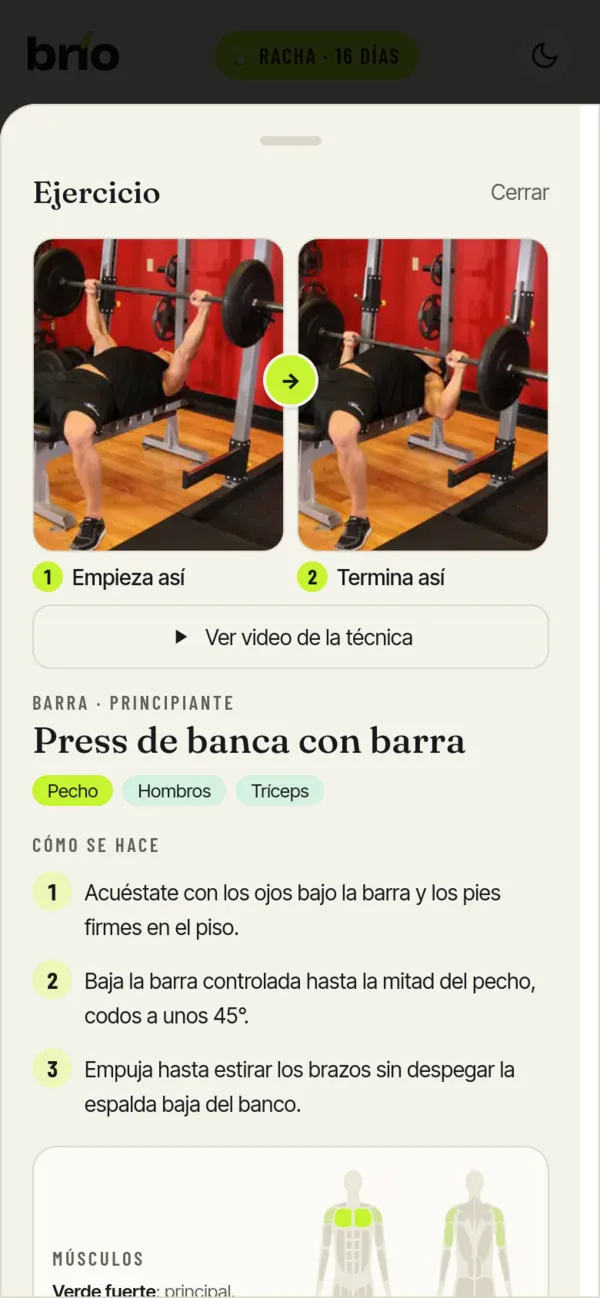 brío
RACHA · 16 DÍAS
Ejercicio
Cerrar
1 Empieza así
2 Termina así
Ver video de la técnica
BARRA · PRINCIPIANTE
Press de banca con barra
Pecho
Hombros
Tríceps
CÓMO SE HACE
1 Acuéstate con los ojos bajo la barra y los pies
firmes en el piso.
2 Baja la barra controlada hasta la mitad del pecho,
codos a unos 45°.
3 Empuja hasta estirar los brazos sin despegar la
espalda baja del banco.
MÚSCULOS
Verde fuerte: principal.